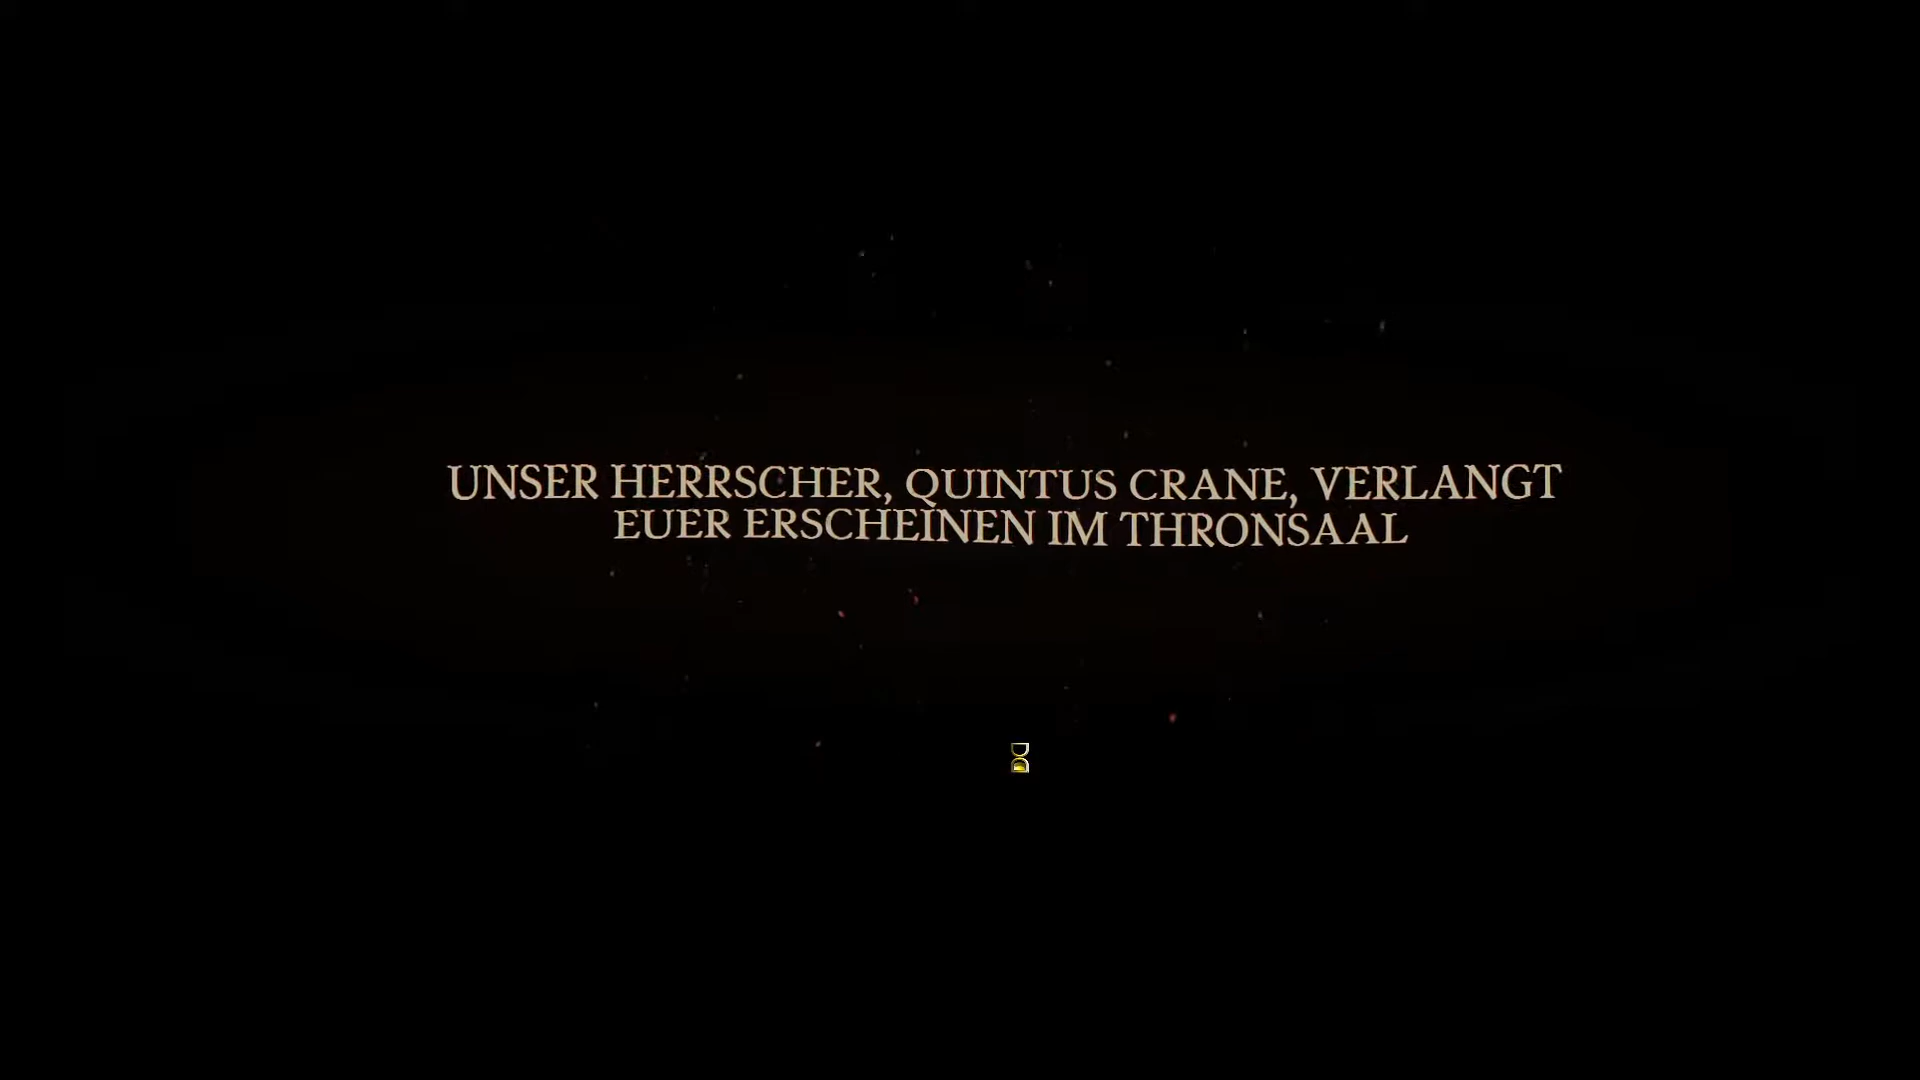 UNSER HERRSCHER, QUINTUS CRANE, VERLANGT
EUER ERSCHEINEN IM THRONSAAL